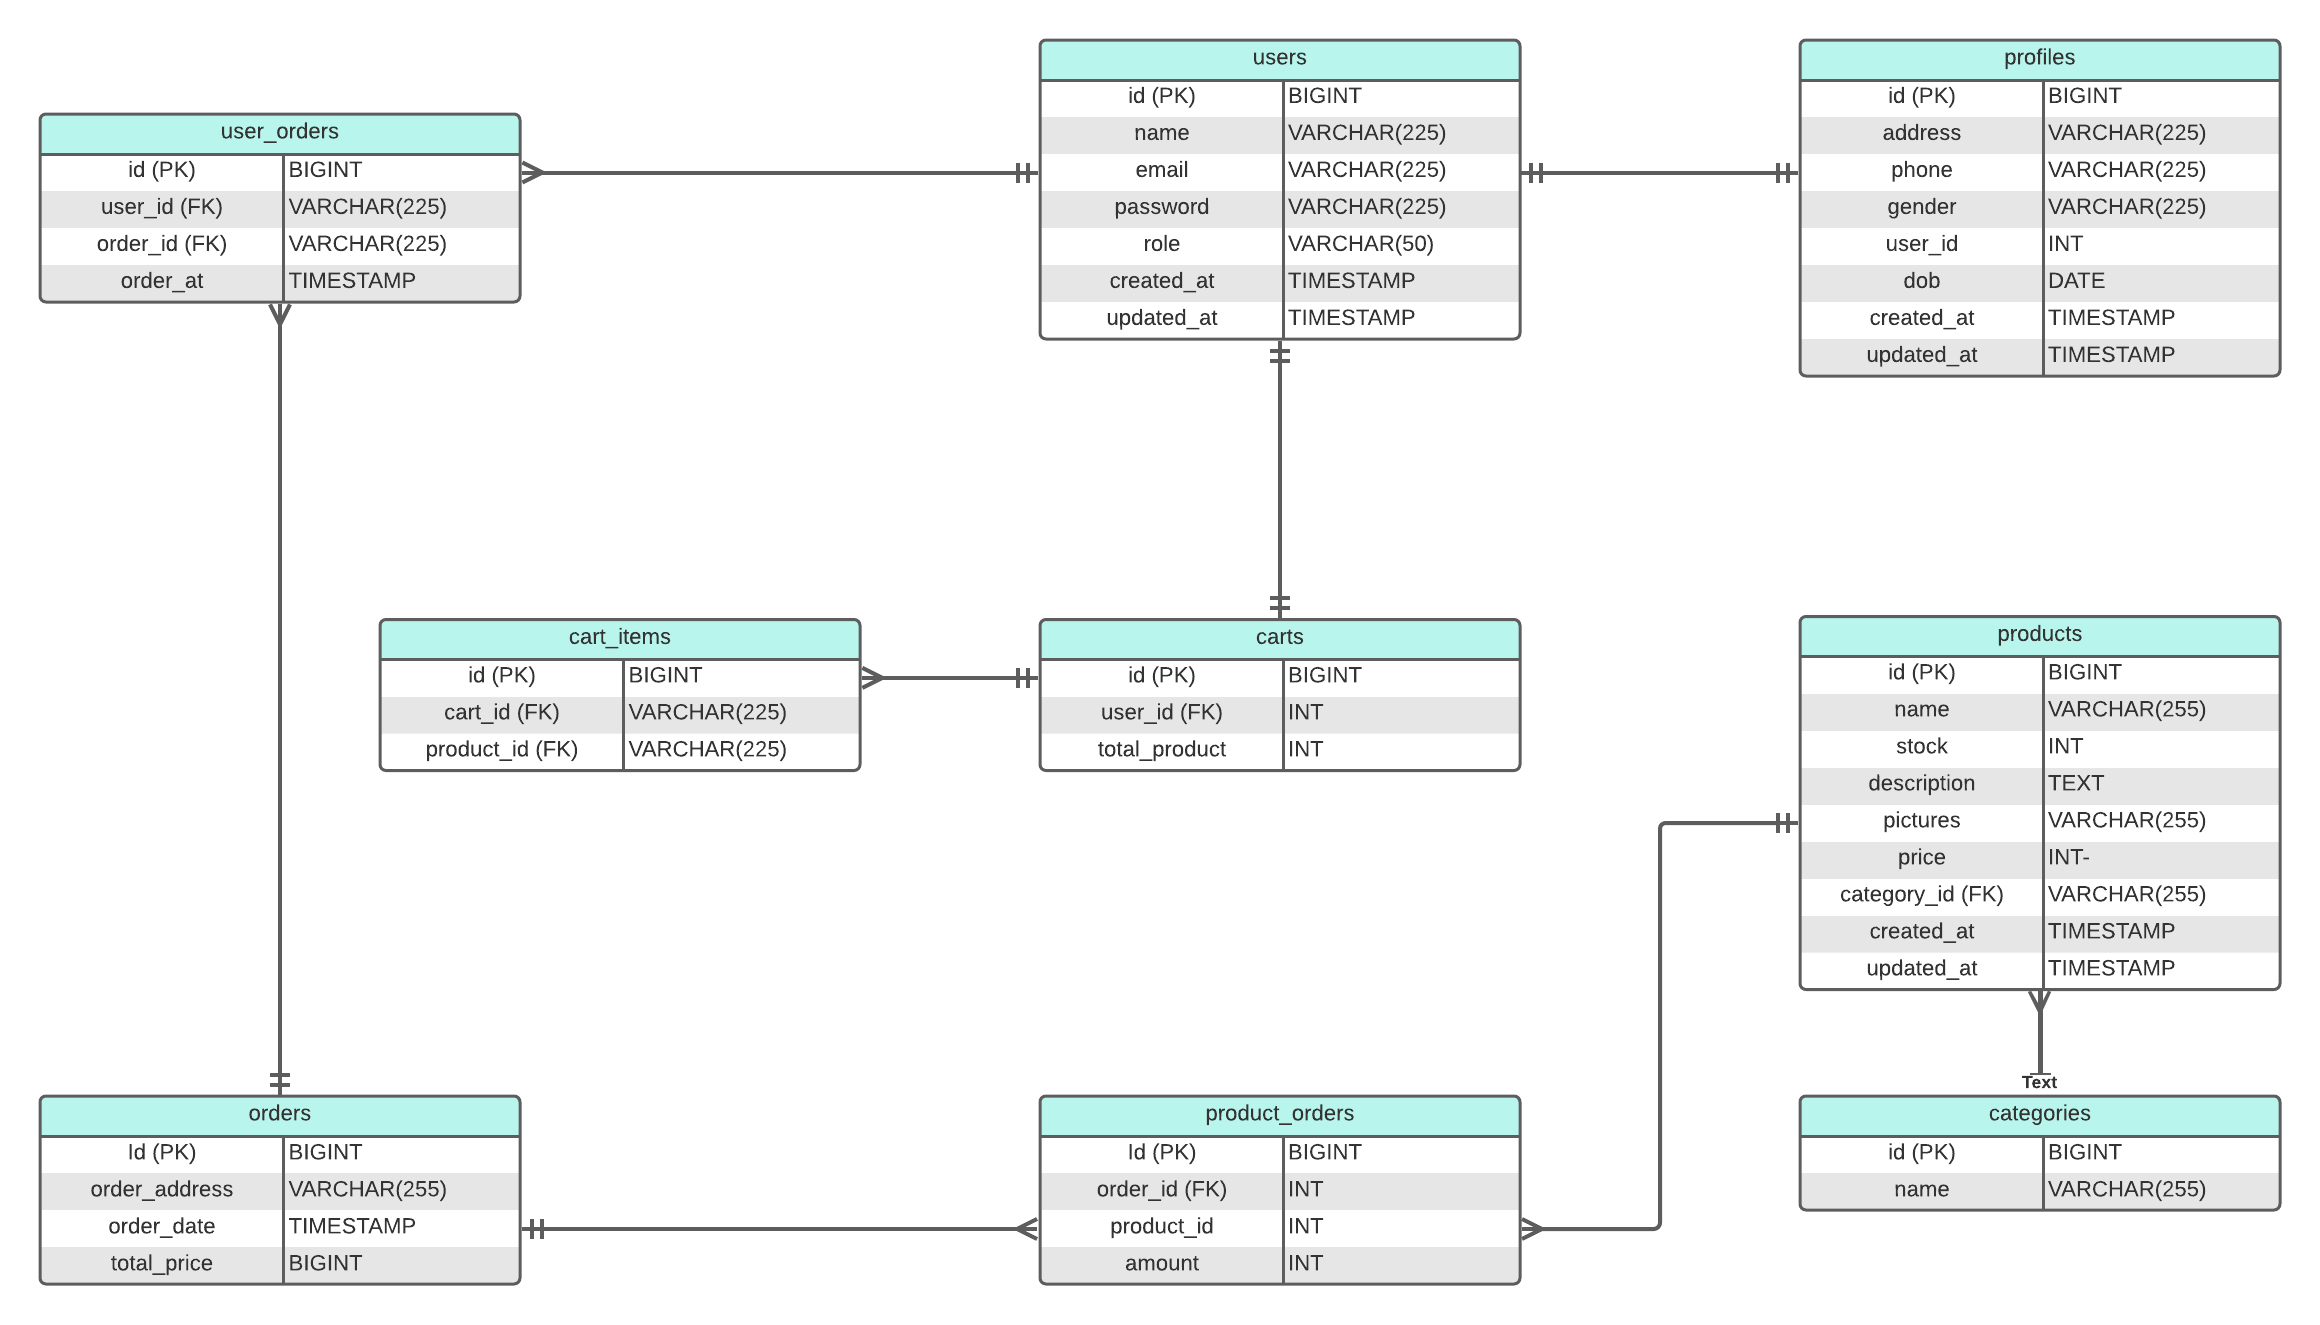 users
id (PK) BIGINT
name VARCHAR(225)
email VARCHAR(225)
password VARCHAR(225)
role VARCHAR(50)
created_at TIMESTAMP
updated_at TIMESTAMP
profiles
id (PK) BIGINT
address VARCHAR(225)
phone VARCHAR(225)
gender VARCHAR(225)
user_id INT
dob DATE
created_at TIMESTAMP
updated_at TIMESTAMP
user_orders
id (PK) BIGINT
user_id (FK) VARCHAR(225)
order_id (FK) VARCHAR(225)
order_at TIMESTAMP
cart_items
id (PK) BIGINT
cart_id (FK) VARCHAR(225)
product_id (FK) VARCHAR(225)
carts
id (PK) BIGINT
user_id (FK) INT
total_product INT
products
id (PK) BIGINT
name VARCHAR(255)
stock INT
description TEXT
pictures VARCHAR(255)
price INT-
category_id (FK) VARCHAR(255)
created_at TIMESTAMP
updated_at TIMESTAMP
Text
orders
Id (PK) BIGINT
order_address VARCHAR(255)
order_date TIMESTAMP
total_price BIGINT
product_orders
Id (PK) BIGINT
order_id (FK) INT
product_id INT
amount INT
categories
id (PK) BIGINT
name VARCHAR(255)